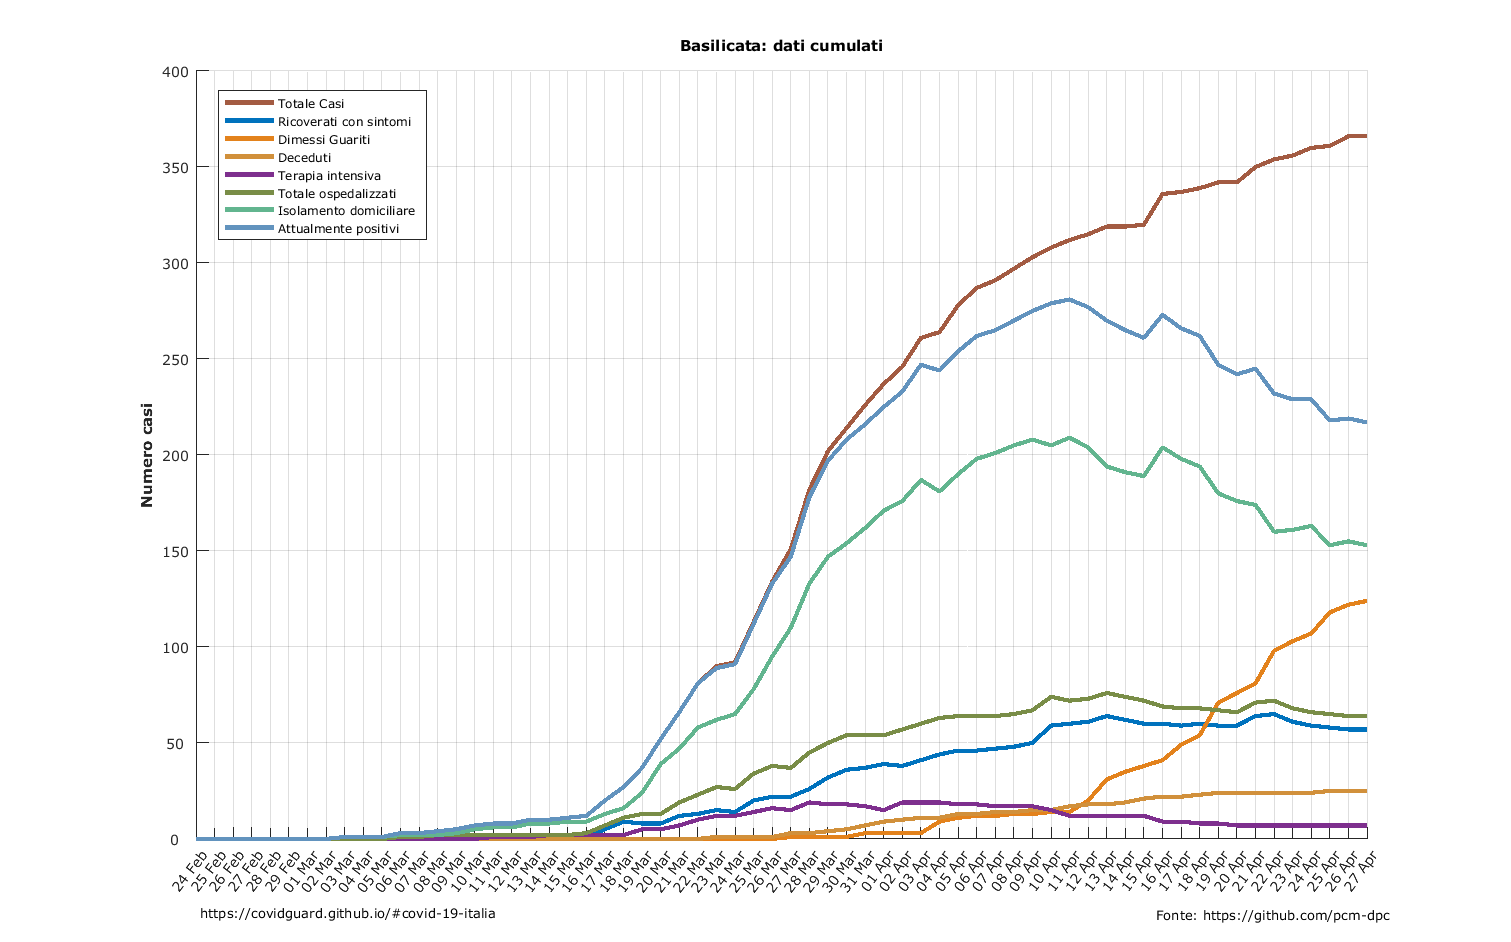 Basilicata: dati cumulati
400
350
300
250
200
150
100
50
0
Numero casi
Totale Casi
Ricoverati con sintomi
Dimessi Guariti
Deceduti
Terapia intensiva
Totale ospedalizzati
Isolamento domiciliare
Attualmente positivi
24 Feb
25 Feb
26 Feb
27 Feb
28 Feb
29 Feb
01 Mar
02 Mar
03 Mar
04 Mar
05 Mar
06 Mar
07 Mar
08 Mar
09 Mar
10 Mar
11 Mar
12 Mar
13 Mar
14 Mar
15 Mar
16 Mar
17 Mar
18 Mar
19 Mar
20 Mar
21 Mar
22 Mar
23 Mar
24 Mar
25 Mar
26 Mar
27 Mar
28 Mar
29 Mar
30 Mar
31 Mar
01 Apr
02 Apr
03 Apr
04 Apr
05 Apr
06 Apr
07 Apr
08 Apr
09 Apr
10 Apr
11 Apr
12 Apr
13 Apr
14 Apr
15 Apr
16 Apr
17 Apr
18 Apr
19 Apr
20 Apr
21 Apr
22 Apr
23 Apr
24 Apr
25 Apr
26 Apr
27 Apr
https://covidguard.github.io/#covid-19-italia
Fonte: https://github.com/pcm-dpc